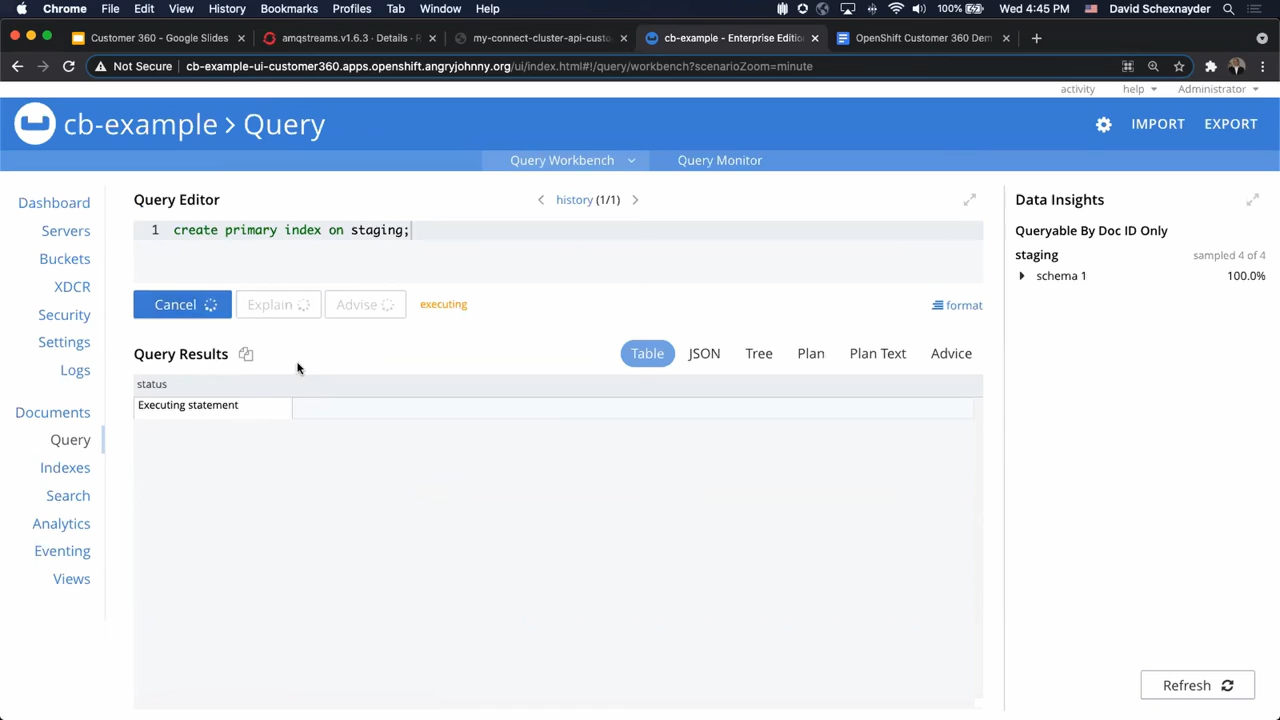 Chrome File Edit View History Bookmarks Profiles Tab Window Help 100% Wed 4:45 PM David Schexnayder
Customer 360 - Google Slides amqstreams.v1.6.3 - Details · R my-connect-cluster-api-custo cb-example - Enterprise Editio OpenShift Customer 360 Dem
Not Secure cb-example-ui-customer360.apps.openshift.angryjohnny.org/ui/index.html#!/query/workbench?scenarioZoom=minute
activity help Administrator
cb-example > Query IMPORT EXPORT
Query Workbench Query Monitor
Dashboard
Servers
Buckets
XDCR
Security
Settings
Logs
Documents
Query
Indexes
Search
Analytics
Eventing
Views
Query Editor history (1/1)
1 create primary index on staging;
Cancel Explain Advise executing format
Query Results Table JSON Tree Plan Plan Text Advice
status
Executing statement
Data Insights
Queryable By Doc ID Only
staging sampled 4 of 4
schema 1 100.0%
Refresh